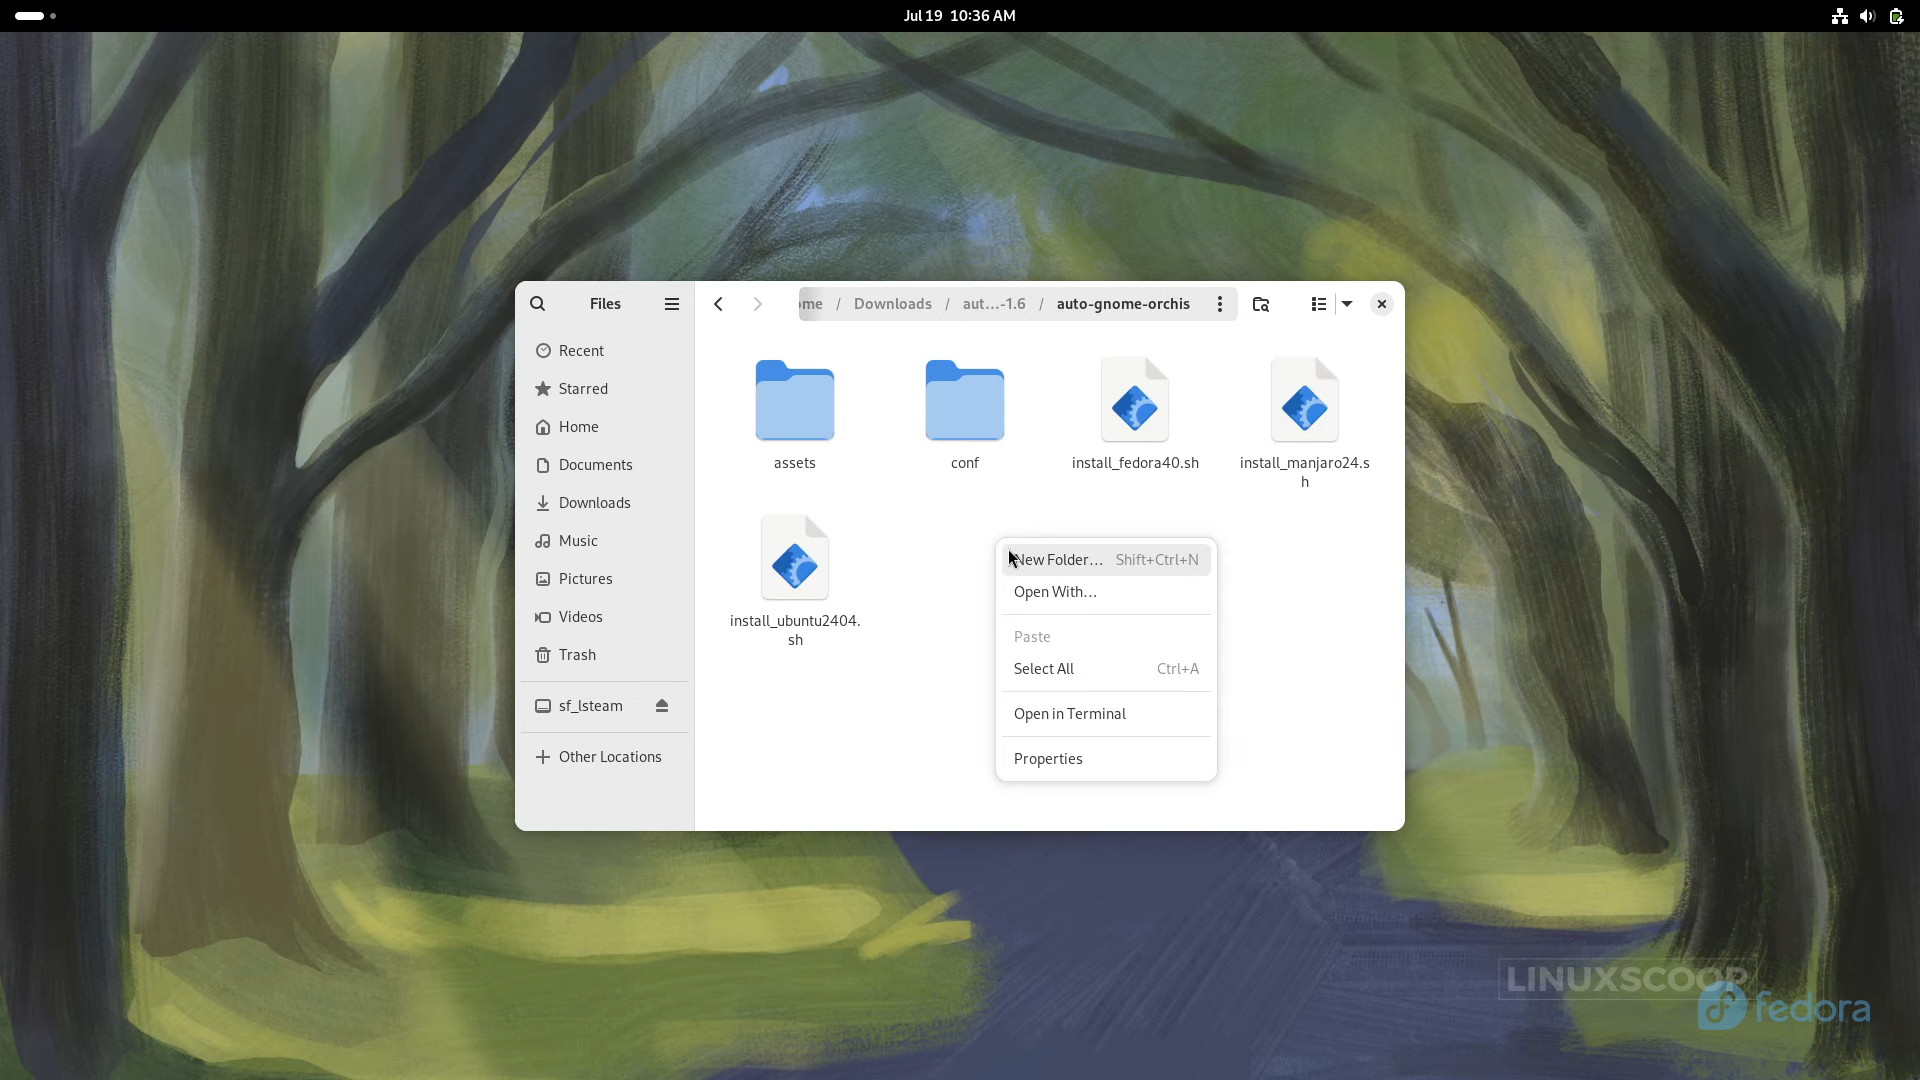 Jul 19 10:36 AM
Files
me / Downloads / aut...-1.6 / auto-gnome-orchis
Recent
Starred
Home
Documents
Downloads
Music
Pictures
Videos
Trash
sf_lsteam
Other Locations
assets
conf
install_fedora40.sh
install_manjaro24.s
h
install_ubuntu2404.
sh
New Folder... Shift+Ctrl+N
Open With...
Paste
Select All Ctrl+A
Open in Terminal
Properties
LINUXSCOOP
fedora